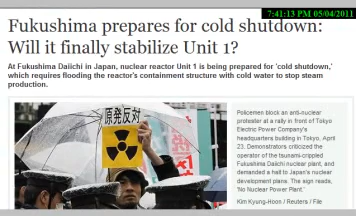 7:41:13 PM 05/04/2011
Fukushima prepares for cold shutdown:
Will it finally stabilize Unit 1?
At Fukushima Daiichi in Japan, nuclear reactor Unit 1 is being prepared for 'cold shutdown,'
which requires flooding the reactor's containment structure with cold water to stop steam
production.
原発反対
Policemen block an anti-nuclear
protester at a rally in front of Tokyo
Electric Power Company's
headquarters building in Tokyo, April
23. Demonstrators criticized the
operator of the tsunami-crippled
Fukushima Daiichi nuclear plant, and
demanded a halt to Japan's nuclear
development plans. The sign reads,
'No Nuclear Power Plant.'
Kim Kyung-Hoon / Reuters / File